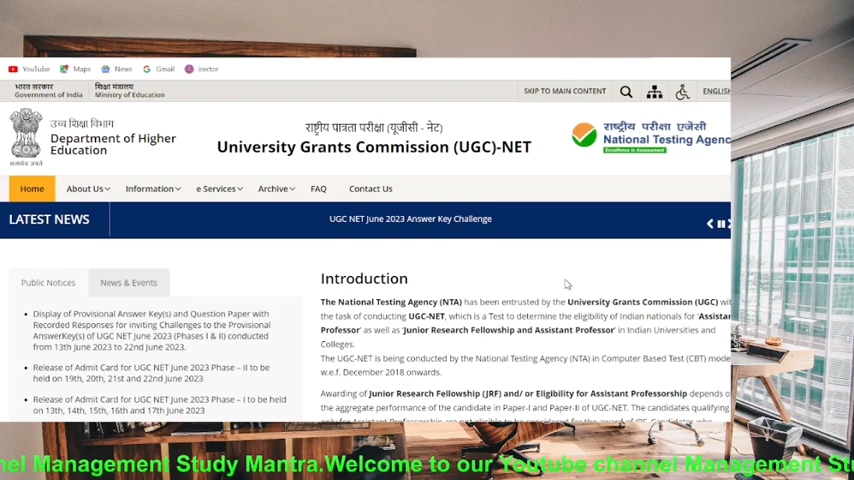 YouTube Maps News Gmail irector
भारत सरकार शिक्षा मंत्रालय
Government of India Ministry of Education
SKIP TO MAIN CONTENT ENGLISH
उच्च शिक्षा विभाग
Department of Higher
Education
सत्यमेव जयते
राष्ट्रीय पात्रता परीक्षा (यूजीसी - नेट)
University Grants Commission (UGC)-NET
राष्ट्रीय परीक्षा एजेंसी
National Testing Agenc
Excellence in Assessment
Home About Us Information e Services Archive FAQ Contact Us
LATEST NEWS
UGC NET June 2023 Answer Key Challenge
Public Notices News & Events
Display of Provisional Answer Key(s) and Question Paper with
Recorded Responses for inviting Challenges to the Provisional
AnswerKey(s) of UGC NET June 2023 (Phases I & II) conducted
from 13th June 2023 to 22nd June 2023.
Release of Admit Card for UGC NET June 2023 Phase – II to be
held on 19th, 20th, 21st and 22nd June 2023
Release of Admit Card for UGC NET June 2023 Phase – I to be held
on 13th, 14th, 15th, 16th and 17th June 2023
Introduction
The National Testing Agency (NTA) has been entrusted by the University Grants Commission (UGC) wit
the task of conducting UGC-NET, which is a Test to determine the eligibility of Indian nationals for 'Assistan
Professor' as well as 'Junior Research Fellowship and Assistant Professor' in Indian Universities and
Colleges.
The UGC-NET is being conducted by the National Testing Agency (NTA) in Computer Based Test (CBT) mode
w.e.f. December 2018 onwards.
Awarding of Junior Research Fellowship (JRF) and/ or Eligibility for Assistant Professorship depends o
the aggregate performance of the candidate in Paper-I and Paper-II of UGC-NET. The candidates qualifying
nel Management Study Mantra.Welcome to our Youtube channel Management Stu